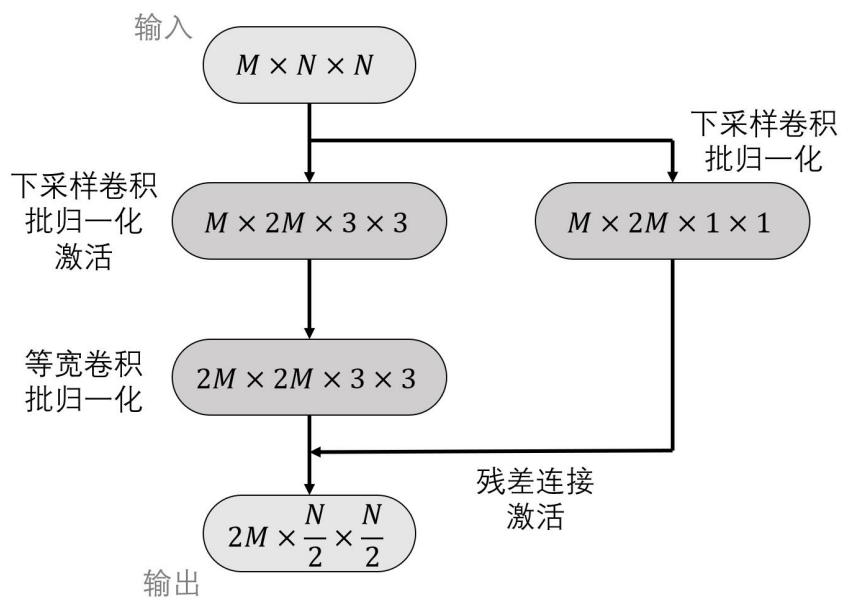 输入
M × N × N
下采样卷积
批归一化
下采样卷积
批归一化
激活
M × 2M × 3 × 3
M × 2M × 1 × 1
等宽卷积
批归一化
2M × 2M × 3 × 3
残差连接
激活
2M × N/2 × N/2
输出